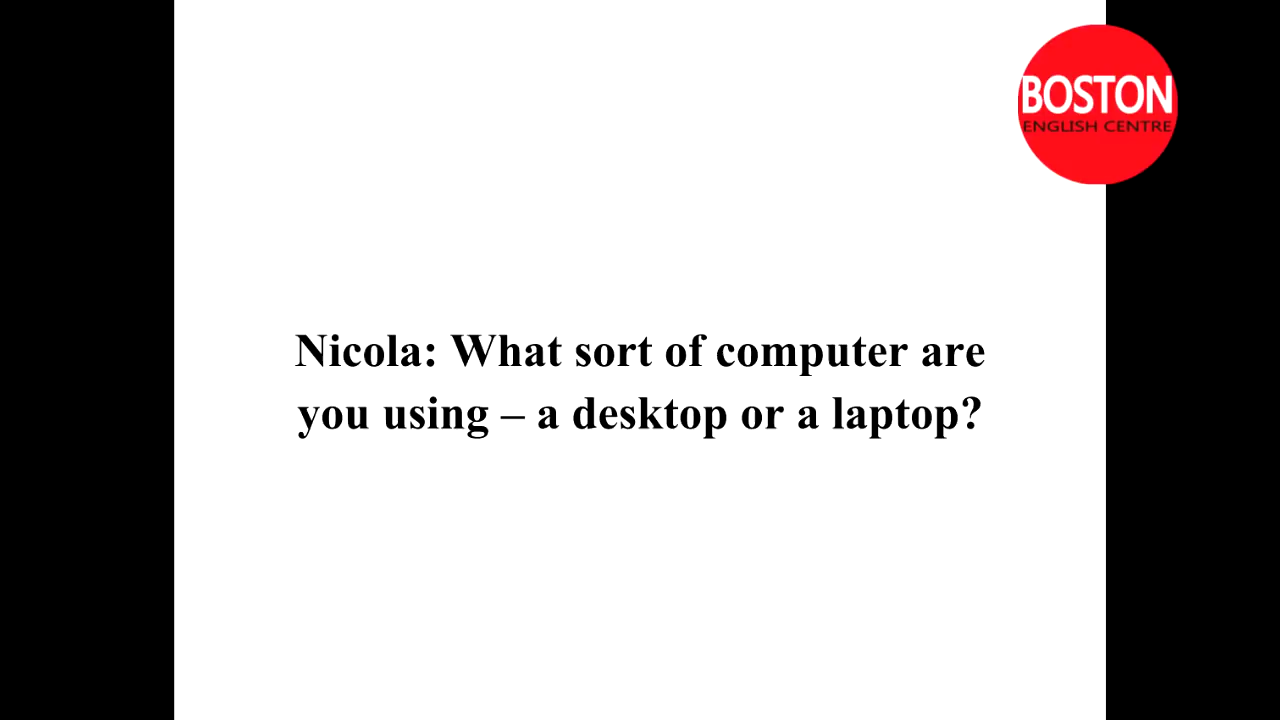 BOSTON
ENGLISH CENTRE
Nicola: What sort of computer are
you using – a desktop or a laptop?